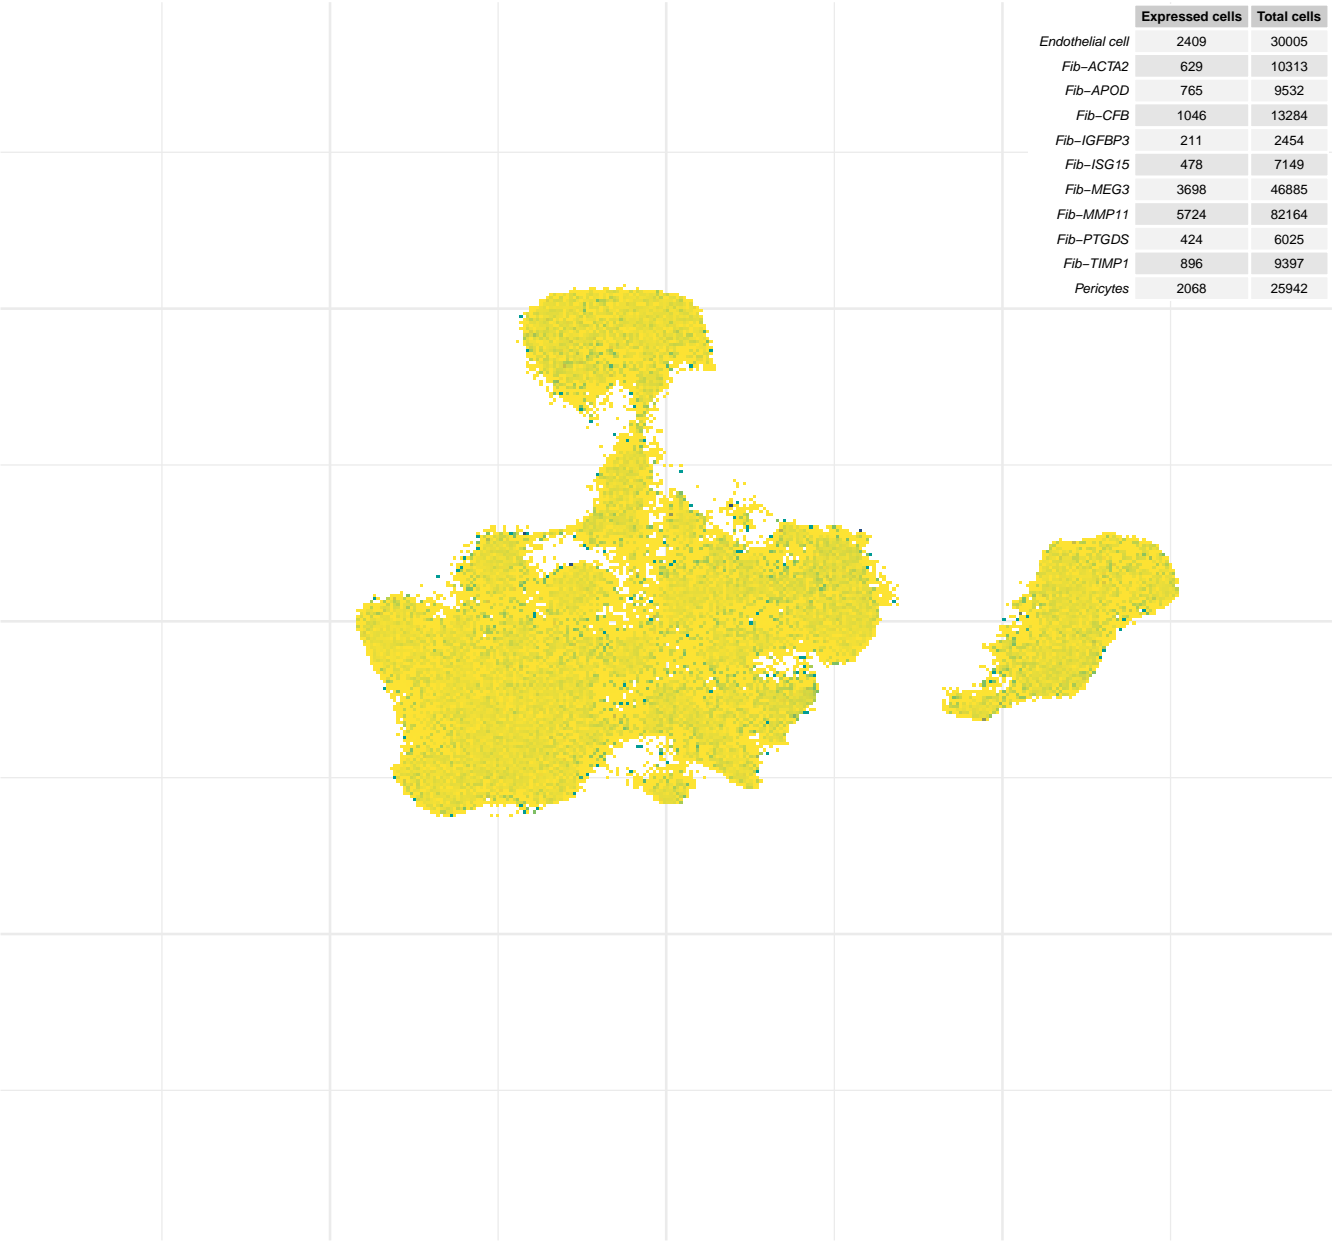 Expressed cells Total cells
Endothelial cell 2409 30005
Fib−ACTA2 629 10313
Fib−APOD 765 9532
Fib−CFB 1046 13284
Fib−IGFBP3 211 2454
Fib−ISG15 478 7149
Fib−MEG3 3698 46885
Fib−MMP11 5724 82164
Fib−PTGDS 424 6025
Fib−TIMP1 896 9397
Pericytes 2068 25942